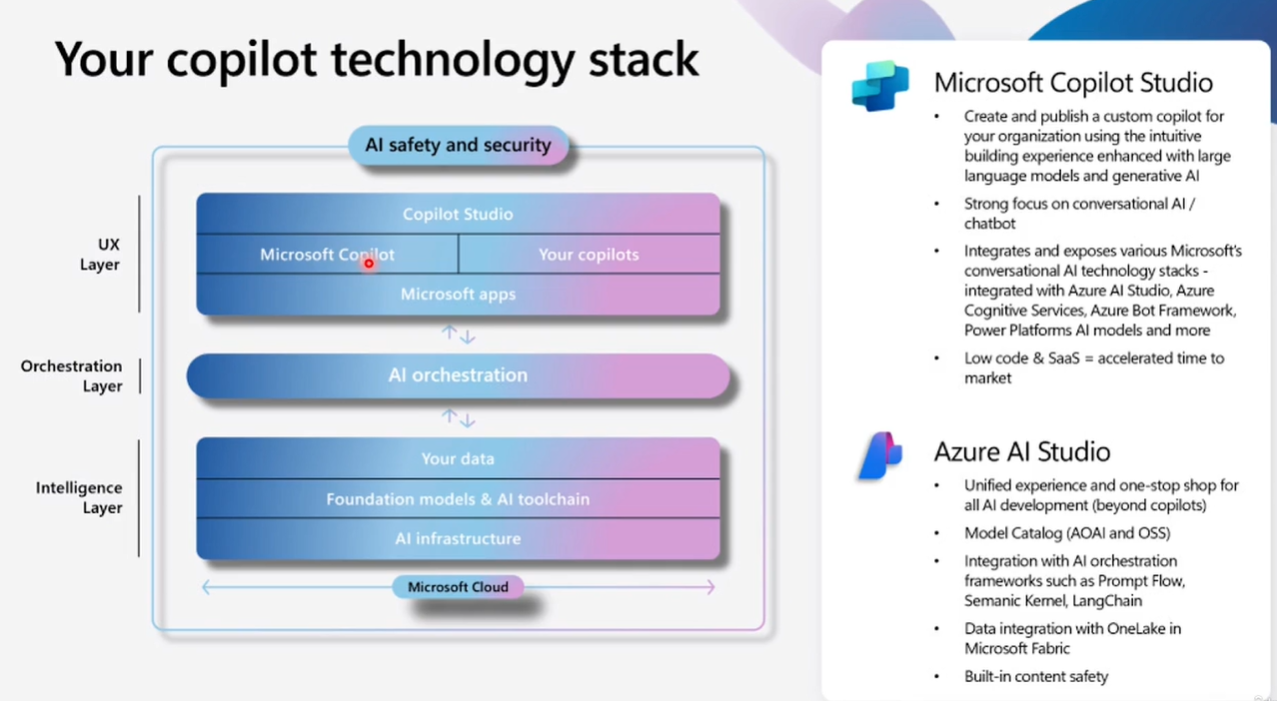 Your copilot technology stack
AI safety and security
UX
Layer
Copilot Studio
Microsoft Copilot
Your copilots
Microsoft apps
Orchestration
Layer
AI orchestration
Intelligence
Layer
Your data
Foundation models & AI toolchain
AI infrastructure
Microsoft Cloud
Microsoft Copilot Studio
• Create and publish a custom copilot for
your organization using the intuitive
building experience enhanced with large
language models and generative AI
• Strong focus on conversational AI /
chatbot
• Integrates and exposes various Microsoft's
conversational AI technology stacks -
integrated with Azure AI Studio, Azure
Cognitive Services, Azure Bot Framework,
Power Platforms AI models and more
• Low code & SaaS = accelerated time to
market
Azure AI Studio
• Unified experience and one-stop shop for
all AI development (beyond copilots)
• Model Catalog (AOAI and OSS)
• Integration with AI orchestration
frameworks such as Prompt Flow,
Semanic Kernel, LangChain
• Data integration with OneLake in
Microsoft Fabric
• Built-in content safety